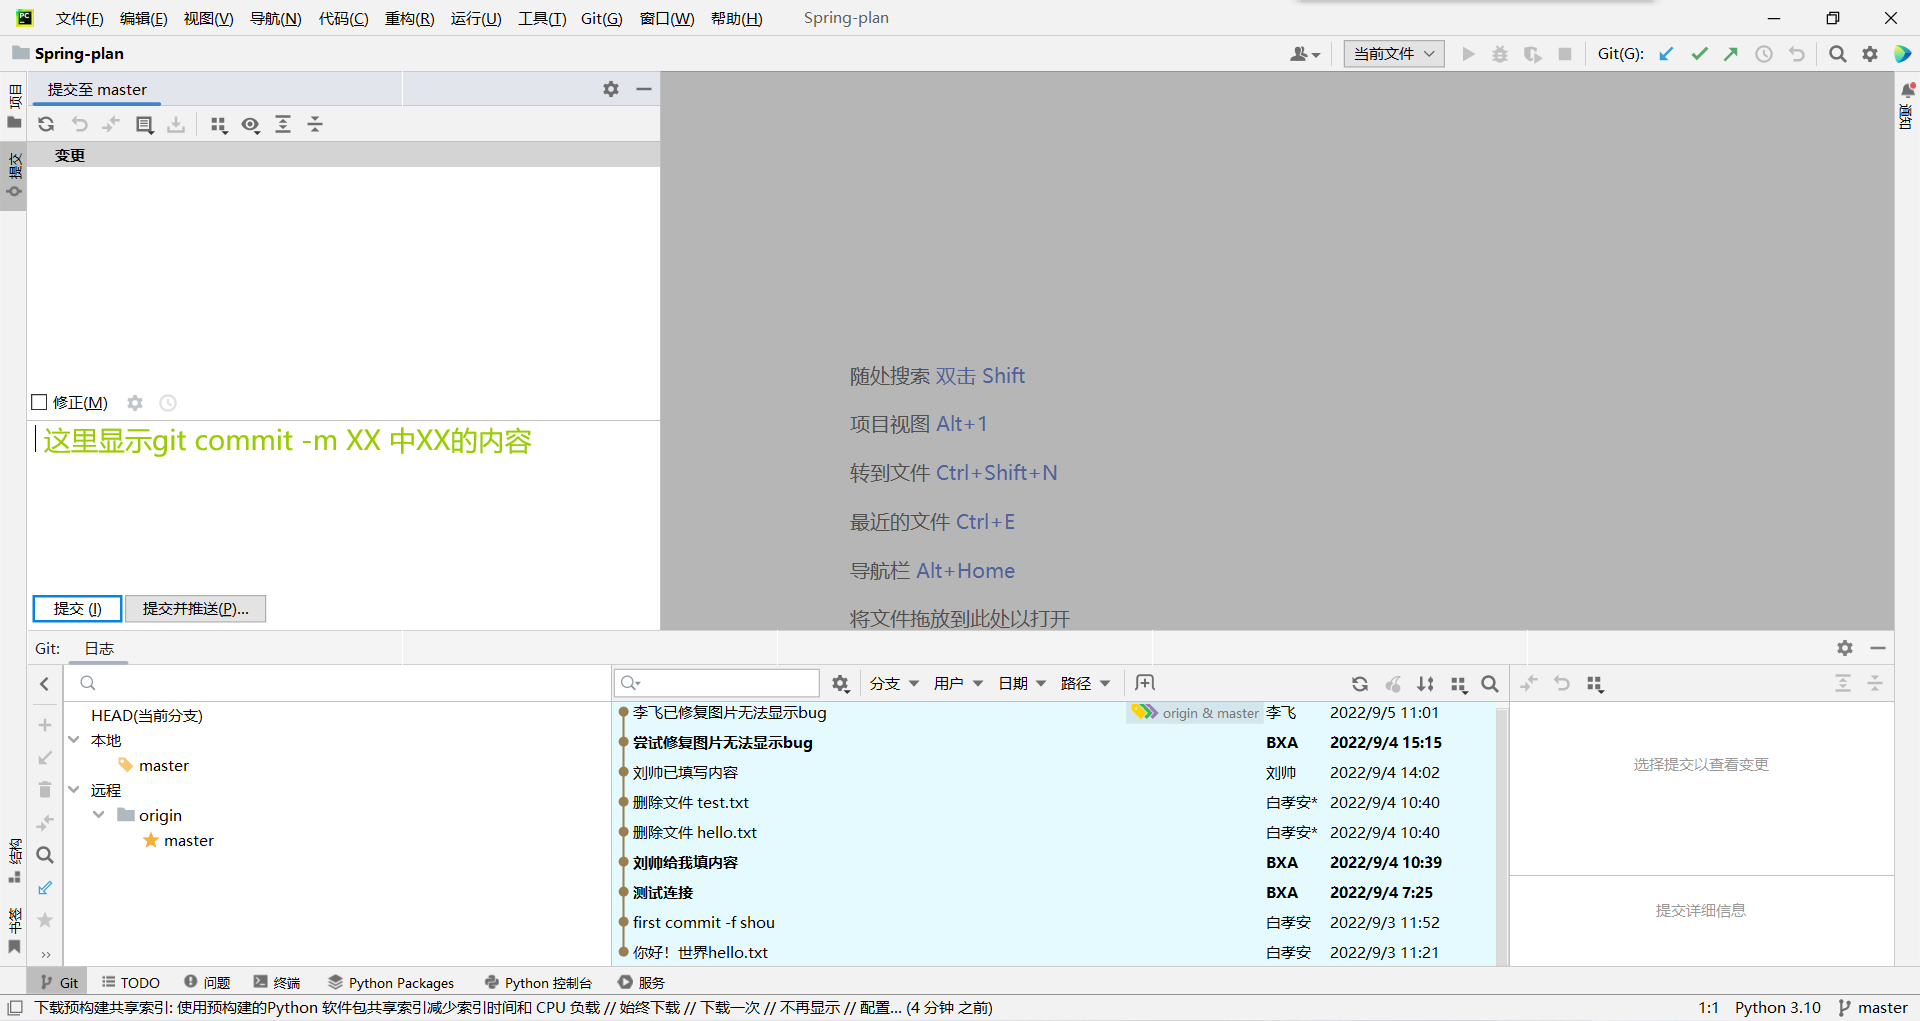 文件(F) 编辑(E) 视图(V) 导航(N) 代码(C) 重构(R) 运行(U) 工具(T) Git(G) 窗口(W) 帮助(H) Spring-plan
Spring-plan
当前文件
Git(G):
项目
提交
提交至 master
变更
修正(M)
这里显示git commit -m XX 中XX的内容
提交 (I)
提交并推送(P)...
随处搜索 双击 Shift
项目视图 Alt+1
转到文件 Ctrl+Shift+N
最近的文件 Ctrl+E
导航栏 Alt+Home
将文件拖放到此处以打开
通知
Git: 日志
HEAD(当前分支)
本地
master
远程
origin
master
结构
书签
分支 用户 日期 路径
李飞已修复图片无法显示bug origin & master 李飞 2022/9/5 11:01
尝试修复图片无法显示bug BXA 2022/9/4 15:15
刘帅已填写内容 刘帅 2022/9/4 14:02
删除文件 test.txt 白孝安* 2022/9/4 10:40
删除文件 hello.txt 白孝安* 2022/9/4 10:40
刘帅给我填内容 BXA 2022/9/4 10:39
测试连接 BXA 2022/9/4 7:25
first commit -f shou 白孝安 2022/9/3 11:52
你好！世界hello.txt 白孝安 2022/9/3 11:21
选择提交以查看变更
提交详细信息
Git TODO 问题 终端 Python Packages Python 控制台 服务
下载预构建共享索引: 使用预构建的Python 软件包共享索引减少索引时间和 CPU 负载 // 始终下载 // 下载一次 // 不再显示 // 配置... (4 分钟 之前)
1:1 Python 3.10 master